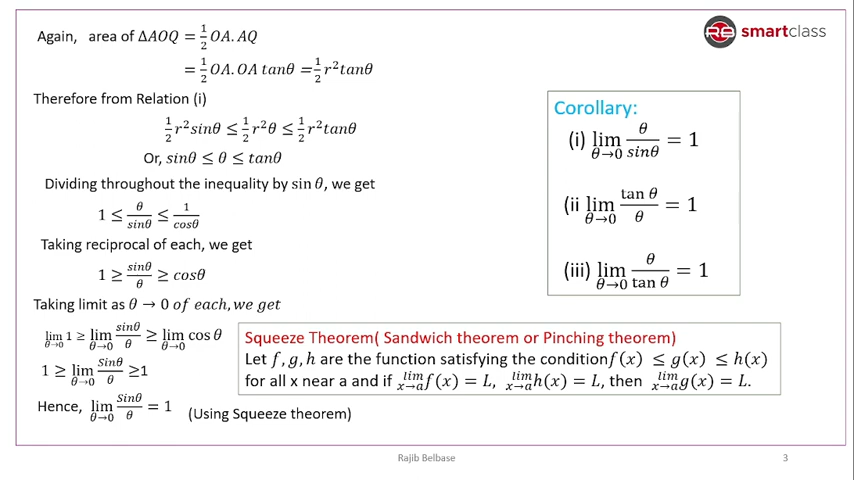 RB smartclass
Again, area of ΔAOQ = 1/2 OA.AQ
= 1/2 OA.OA tanθ = 1/2 r²tanθ
Therefore from Relation (i)
1/2 r²sinθ ≤ 1/2 r²θ ≤ 1/2 r²tanθ
Or, sinθ ≤ θ ≤ tanθ
Dividing throughout the inequality by sin θ, we get
1 ≤ θ/sinθ ≤ 1/cosθ
Taking reciprocal of each, we get
1 ≥ sinθ/θ ≥ cosθ
Taking limit as θ → 0 of each, we get
lim θ→0 1 ≥ lim θ→0 sinθ/θ ≥ lim θ→0 cos θ
1 ≥ lim θ→0 Sinθ/θ ≥1
Hence, lim θ→0 Sinθ/θ = 1 (Using Squeeze theorem)
Corollary:
(i) lim θ→0 θ/sinθ = 1
(ii lim θ→0 tan θ/θ = 1
(iii) lim θ→0 θ/tan θ = 1
Squeeze Theorem( Sandwich theorem or Pinching theorem)
Let f, g, h are the function satisfying the conditionf(x) ≤ g(x) ≤ h(x)
for all x near a and if lim x→a f(x) = L, lim x→a h(x) = L, then lim x→a g(x) = L.
Rajib Belbase
3